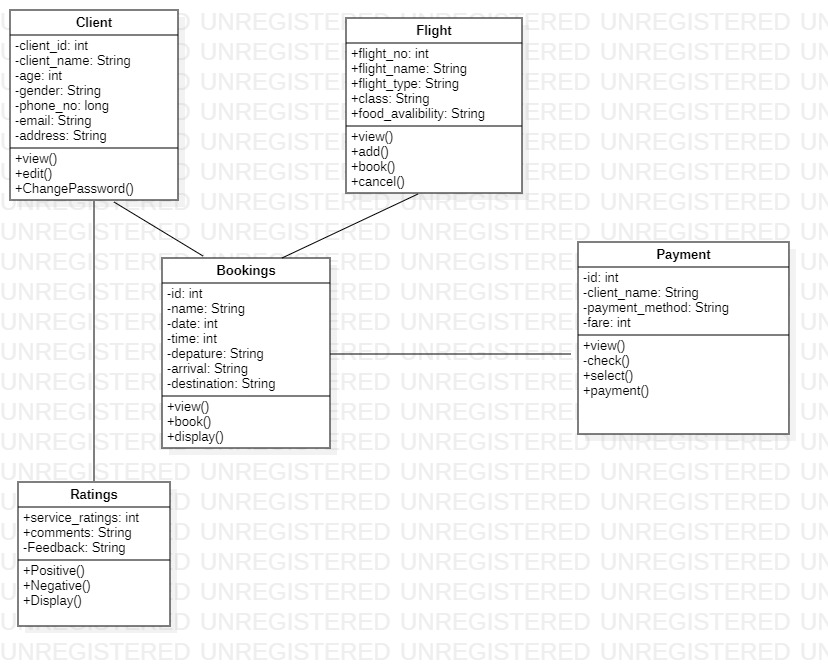 Client
-client_id: int
-client_name: String
-age: int
-gender: String
-phone_no: long
-email: String
-address: String
+view()
+edit()
+ChangePassword()
Flight
+flight_no: int
+flight_name: String
+flight_type: String
+class: String
+food_avalibility: String
+view()
+add()
+book()
+cancel()
Bookings
-id: int
-name: String
-date: int
-time: int
-depature: String
-arrival: String
-destination: String
+view()
+book()
+display()
Payment
-id: int
-client_name: String
-payment_method: String
-fare: int
+view()
-check()
+select()
+payment()
Ratings
+service_ratings: int
+comments: String
-Feedback: String
+Positive()
+Negative()
+Display()
UNREGISTERED